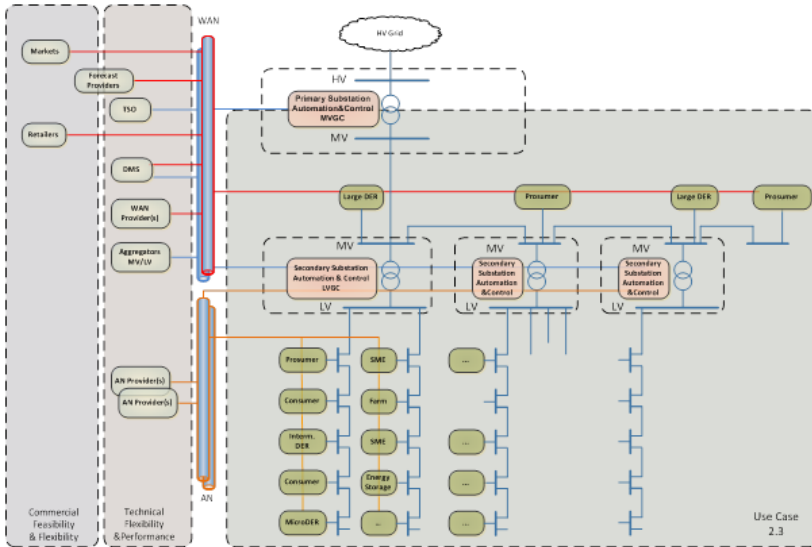 WAN
HV Grid
Markets
Forecast
Providers
TSO
Retailers
DMS
WAN
Provider(s)
Aggregators
MV/LV
HV
Primary Substation
Automation&Control
MVGC
MV
Large DER
Prosumer
Large DER
Prosumer
MV
MV
MV
Secondary Substation
Automation & Control
LVGC
Secondary
Substation
Automation
&Control
Secondary
Substation
Automation
&Control
LV
LV
LV
AN Provider(s)
AN Provider(s)
Prosumer
SME
...
Consumer
Farm
Interm.
DER
SME
...
Consumer
Energy
Storage
...
MicroDER
...
...
AN
Commercial
Feasibility
& Flexibility
Technical
Flexibility
&Performance
Use Case
2.3